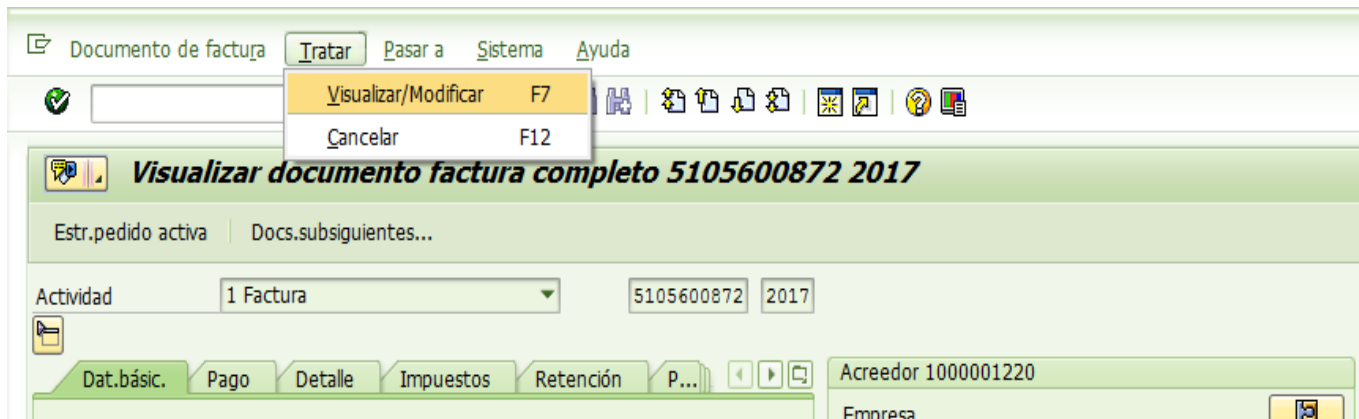 Documento de factura Tratar Pasar a Sistema Ayuda
Visualizar/Modificar F7
Cancelar F12
Visualizar documento factura completo 5105600872 2017
Estr.pedido activa Docs.subsiguientes...
Actividad 1 Factura 5105600872 2017
Dat.básic. Pago Detalle Impuestos Retención P... Acreedor 1000001220
Empresa